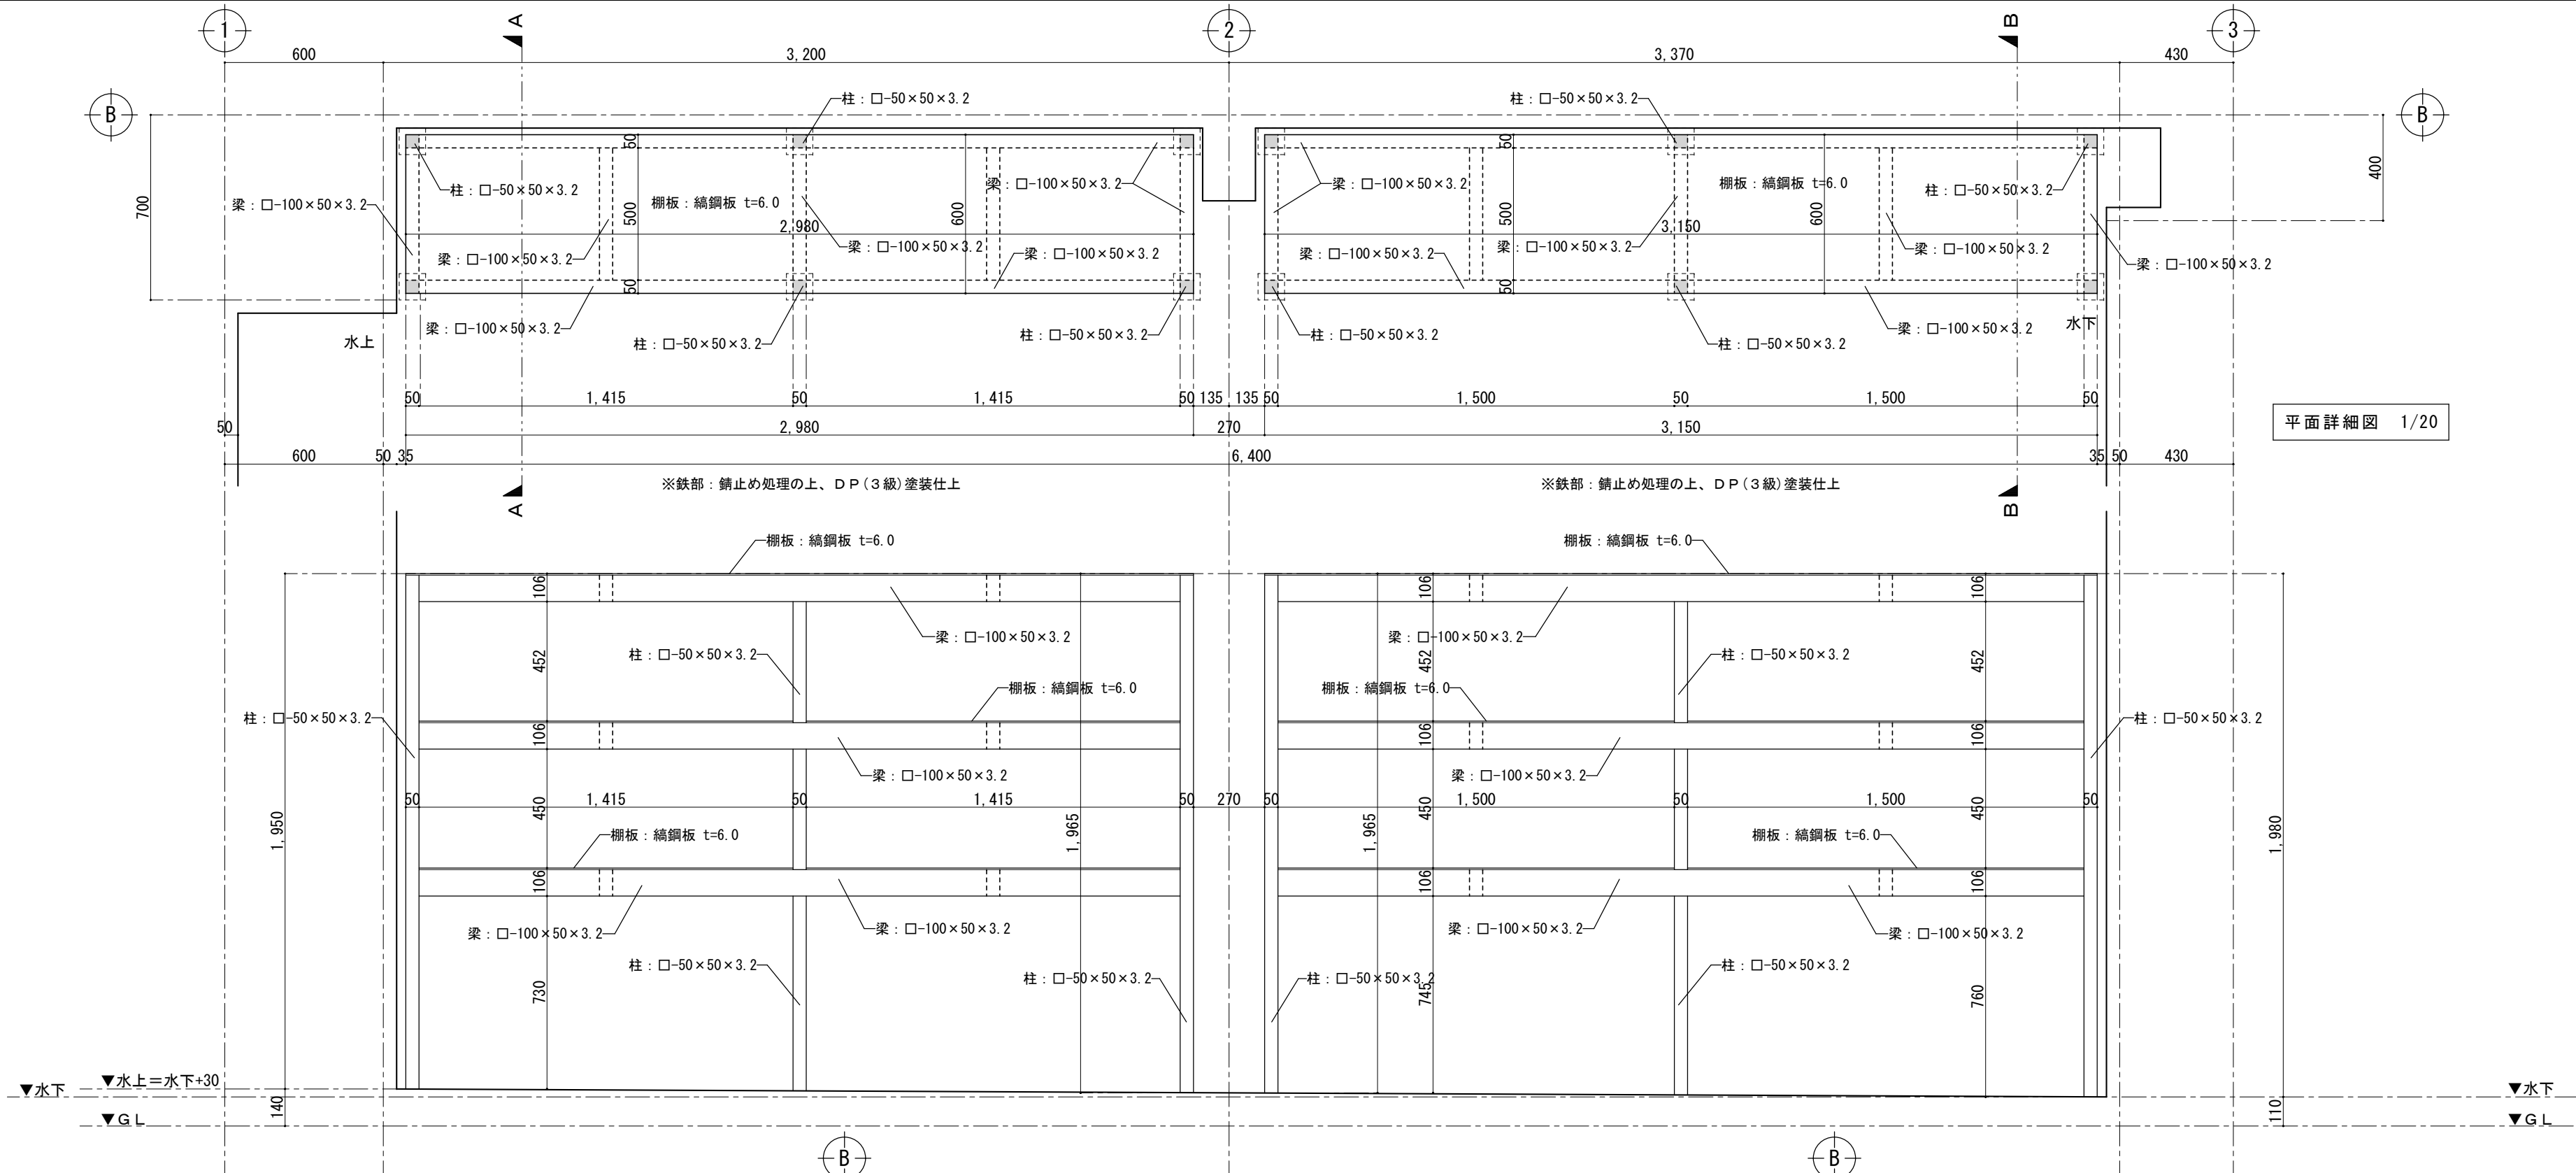 1
A
2
B
3
600
3,200
3,370
430
B
柱：□-50×50×3.2
柱：□-50×50×3.2
B
50
50
700
柱：□-50×50×3.2
梁：□-100×50×3.2
梁：□-100×50×3.2
棚板：縞鋼板 t=6.0
柱：□-50×50×3.2
400
梁：□-100×50×3.2
棚板：縞鋼板 t=6.0
500
600
500
600
2,980
3,150
梁：□-100×50×3.2
梁：□-100×50×3.2
梁：□-100×50×3.2
梁：□-100×50×3.2
梁：□-100×50×3.2
梁：□-100×50×3.2
梁：□-100×50×3.2
梁：□-100×50×3.2
50
50
梁：□-100×50×3.2
梁：□-100×50×3.2
水下
水上
柱：□-50×50×3.2
柱：□-50×50×3.2
柱：□-50×50×3.2
柱：□-50×50×3.2
50 1,415 50 1,415 50 135 135 50 1,500 50 1,500 50
平面詳細図　1/20
50
2,980 270 3,150
600 50 35 6,400 35 50 430
※鉄部：錆止め処理の上、ＤＰ(３級)塗装仕上
※鉄部：錆止め処理の上、ＤＰ(３級)塗装仕上
A
B
棚板：縞鋼板 t=6.0
棚板：縞鋼板 t=6.0
106
106
106
梁：□-100×50×3.2
梁：□-100×50×3.2
452
柱：□-50×50×3.2
452
柱：□-50×50×3.2
452
棚板：縞鋼板 t=6.0
棚板：縞鋼板 t=6.0
柱：□-50×50×3.2
柱：□-50×50×3.2
106
106
106
梁：□-100×50×3.2
梁：□-100×50×3.2
50 1,415 50 1,415 50 270 50 1,500 50 1,500 50
450
450
450
1,950
棚板：縞鋼板 t=6.0
1,965
1,965
棚板：縞鋼板 t=6.0
1,980
106
106
106
梁：□-100×50×3.2
梁：□-100×50×3.2
梁：□-100×50×3.2
梁：□-100×50×3.2
柱：□-50×50×3.2
柱：□-50×50×3.2
柱：□-50×50×3.2
柱：□-50×50×3.2
730
745
760
▼水上＝水下+30
▼水下
▼水下
140
110
▼ＧＬ
▼ＧＬ
B
B